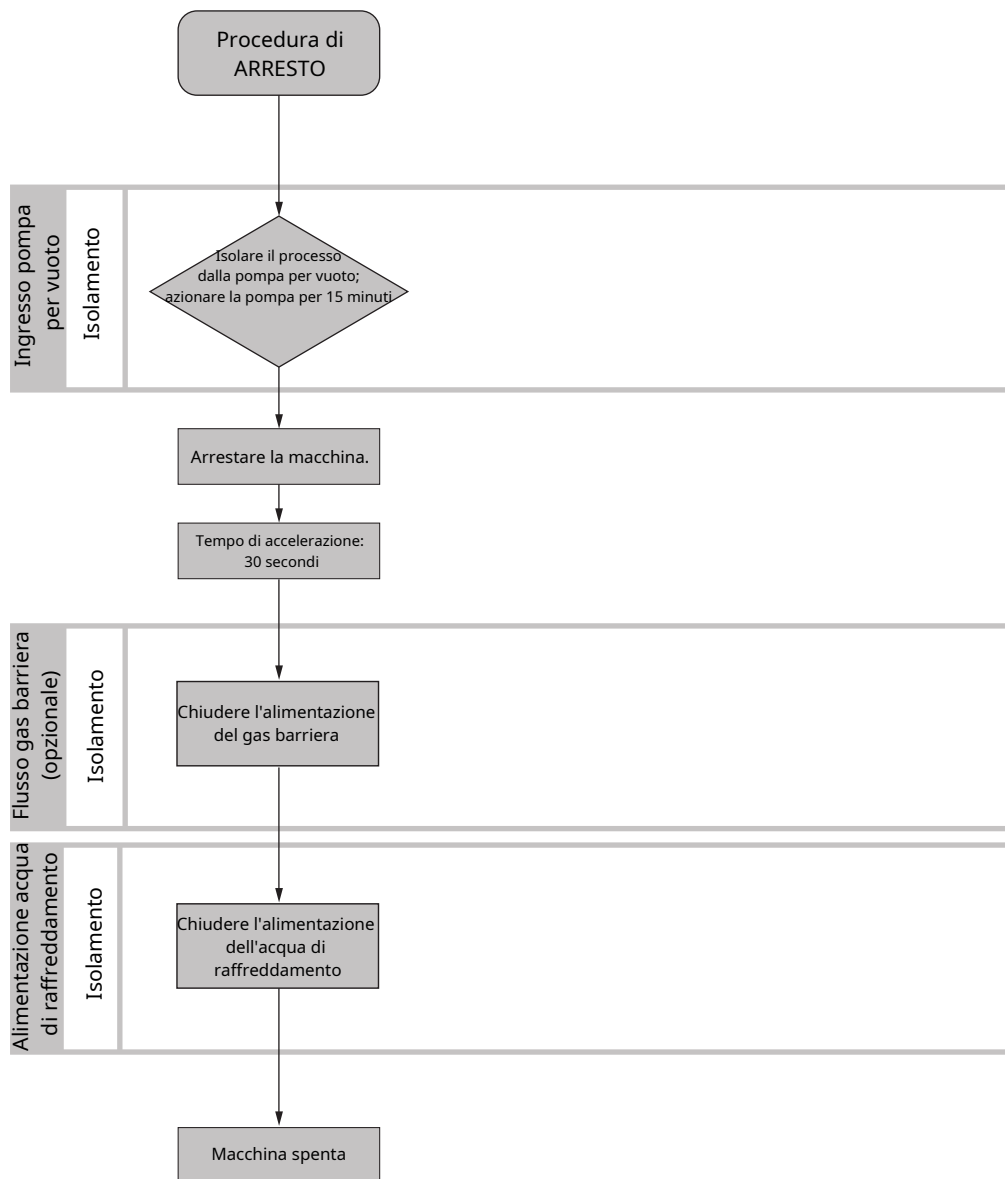 Procedura di
ARRESTO
Ingresso pompa
per vuoto
Isolamento
Isolare il processo
dalla pompa per vuoto;
azionare la pompa per 15 minuti
Arrestare la macchina.
Tempo di accelerazione:
30 secondi
Flusso gas barriera
(opzionale)
Isolamento
Chiudere l'alimentazione
del gas barriera
Alimentazione acqua
di raffreddamento
Isolamento
Chiudere l'alimentazione
dell'acqua di
raffreddamento
Macchina spenta